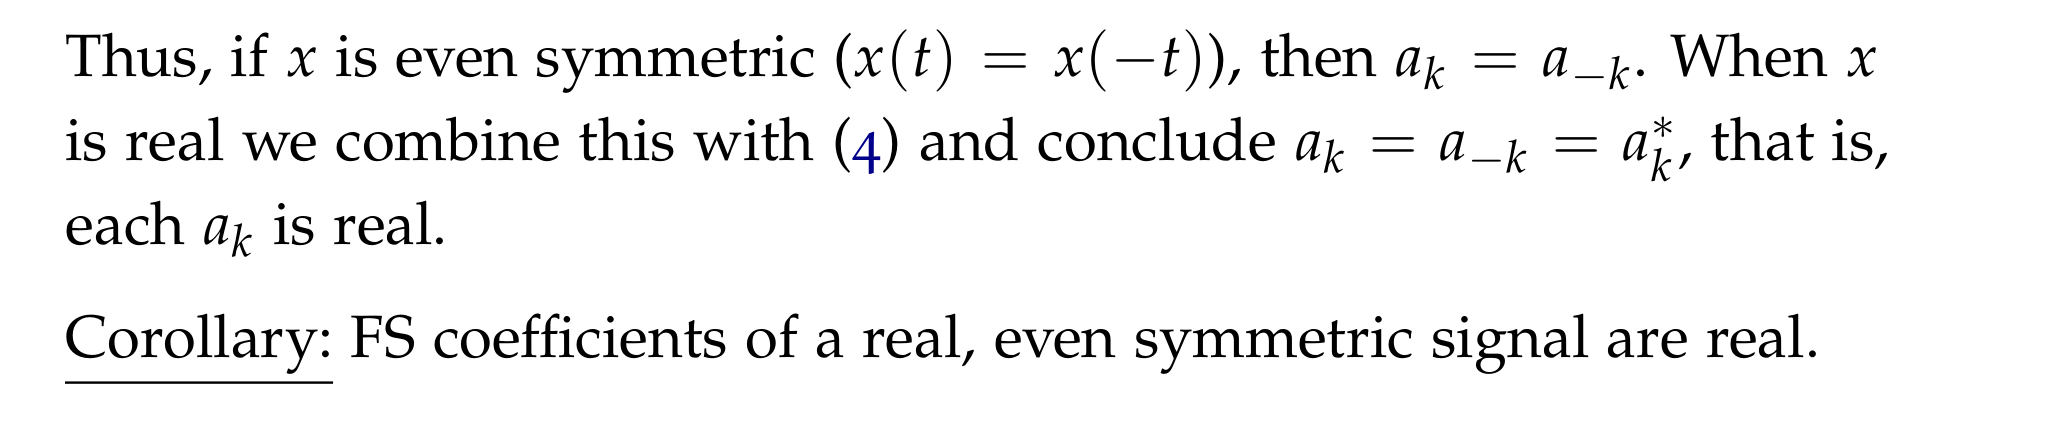 Thus, if x is even symmetric (x(t) = x(−t)), then a_k = a_{−k}. When x
is real we combine this with (4) and conclude a_k = a_{−k} = a_k^*, that is,
each a_k is real.
Corollary: FS coefficients of a real, even symmetric signal are real.